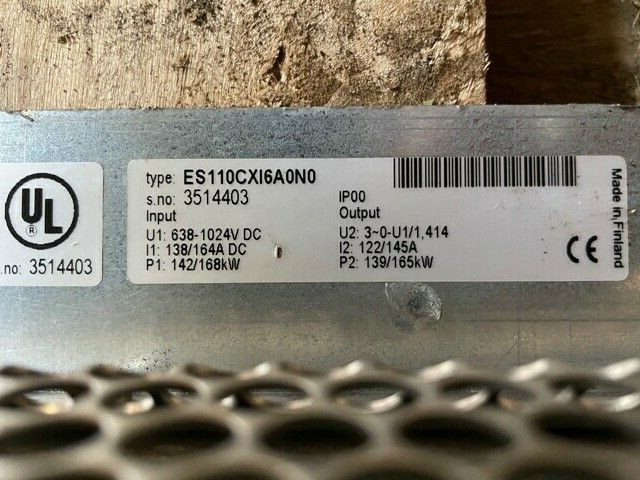 UL
®
.no: 3514403
type: ES110CXI6A0N0
s.no: 3514403
Input
U1: 638-1024V DC
I1: 138/164A DC
P1: 142/168kW
IP00
Output
U2: 3~0-U1/1,414
I2: 122/145A
P2: 139/165kW
CE
Made in Finland